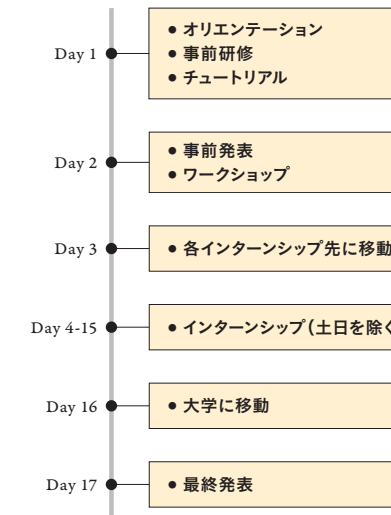 Day 1
● オリエンテーション
● 事前研修
● チュートリアル
Day 2
● 事前発表
● ワークショップ
Day 3
● 各インターンシップ先に移動
Day 4-15
● インターンシップ(土日を除く
Day 16
● 大学に移動
Day 17
● 最終発表